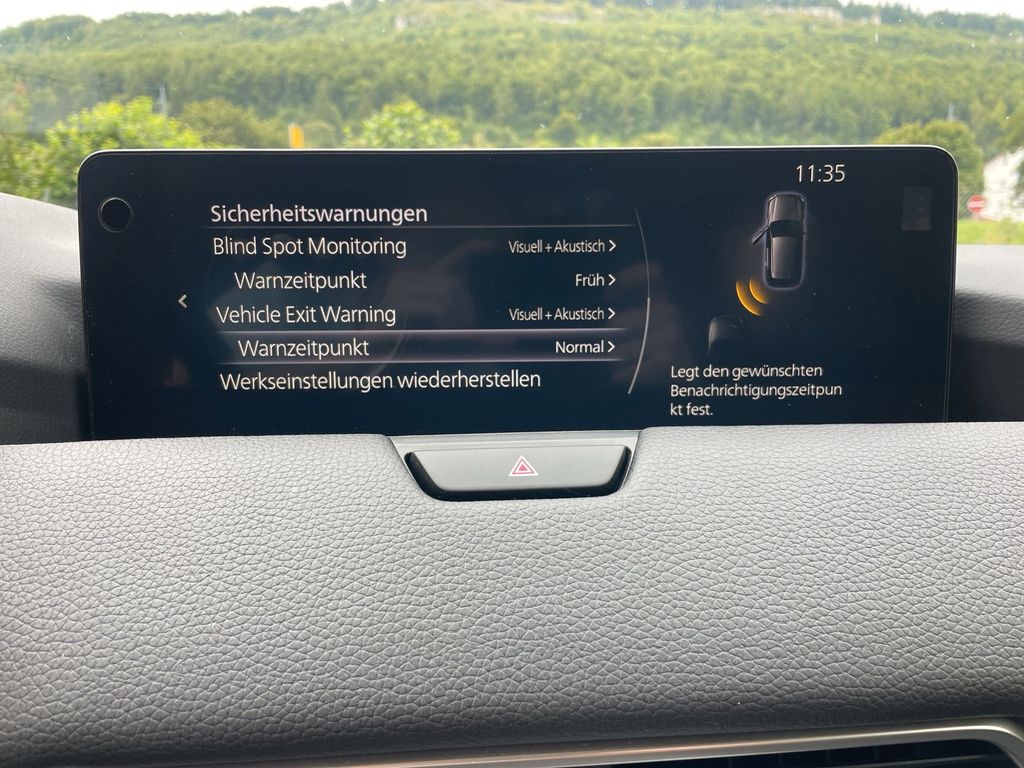 11:35
Sicherheitswarnungen
Blind Spot Monitoring Visuell + Akustisch >
Warnzeitpunkt Früh >
Vehicle Exit Warning Visuell + Akustisch >
Warnzeitpunkt Normal >
Werkseinstellungen wiederherstellen
Legt den gewünschten
Benachrichtigungszeitpun
kt fest.